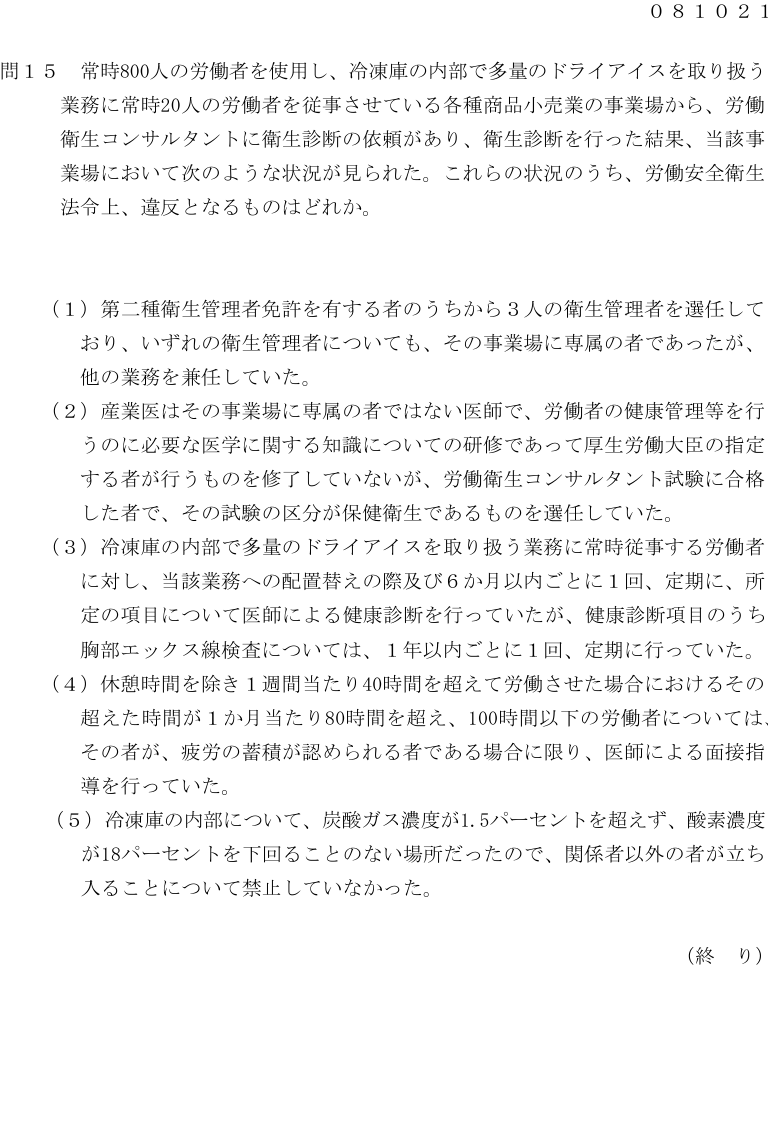 ０８１０２１
問１５　常時800人の労働者を使用し、冷凍庫の内部で多量のドライアイスを取り扱う
業務に常時20人の労働者を従事させている各種商品小売業の事業場から、労働
衛生コンサルタントに衛生診断の依頼があり、衛生診断を行った結果、当該事
業場において次のような状況が見られた。これらの状況のうち、労働安全衛生
法令上、違反となるものはどれか。
（１）第二種衛生管理者免許を有する者のうちから３人の衛生管理者を選任して
おり、いずれの衛生管理者についても、その事業場に専属の者であったが、
他の業務を兼任していた。
（２）産業医はその事業場に専属の者ではない医師で、労働者の健康管理等を行
うのに必要な医学に関する知識についての研修であって厚生労働大臣の指定
する者が行うものを修了していないが、労働衛生コンサルタント試験に合格
した者で、その試験の区分が保健衛生であるものを選任していた。
（３）冷凍庫の内部で多量のドライアイスを取り扱う業務に常時従事する労働者
に対し、当該業務への配置替えの際及び６か月以内ごとに１回、定期に、所
定の項目について医師による健康診断を行っていたが、健康診断項目のうち
胸部エックス線検査については、１年以内ごとに１回、定期に行っていた。
（４）休憩時間を除き１週間当たり40時間を超えて労働させた場合におけるその
超えた時間が１か月当たり80時間を超え、100時間以下の労働者については、
その者が、疲労の蓄積が認められる者である場合に限り、医師による面接指
導を行っていた。
（５）冷凍庫の内部について、炭酸ガス濃度が1.5パーセントを超えず、酸素濃度
が18パーセントを下回ることのない場所だったので、関係者以外の者が立ち
入ることについて禁止していなかった。
（終　り）